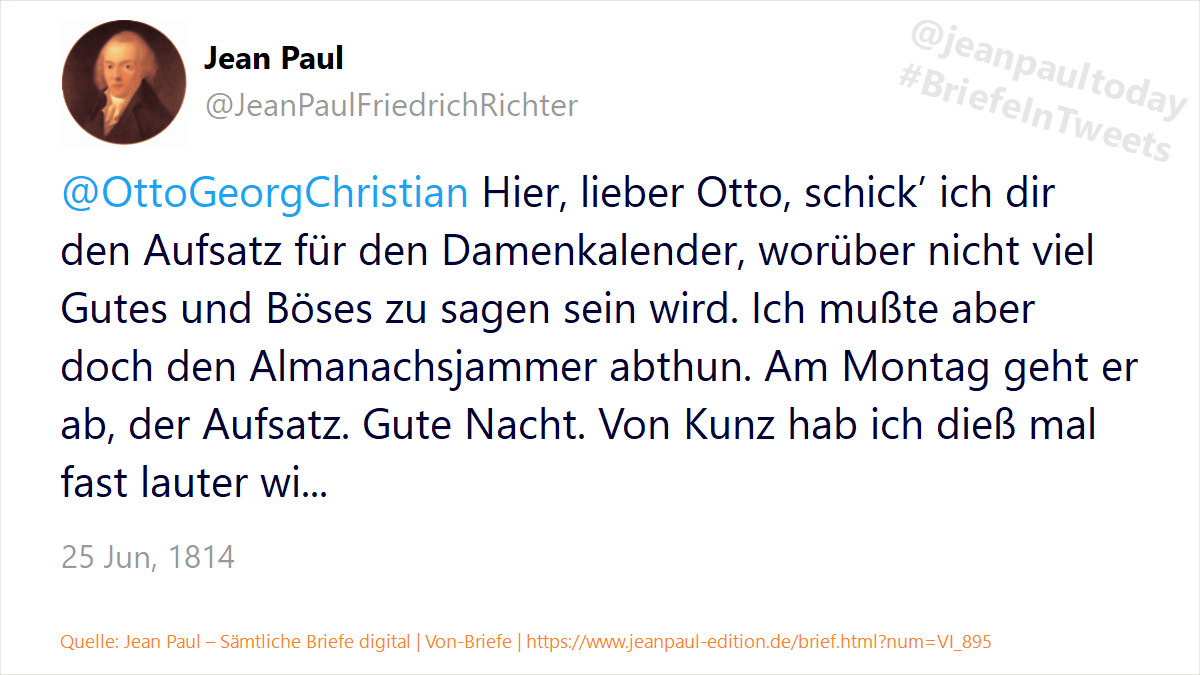 Jean Paul
@JeanPaulFriedrichRichter
@jeanpaultoday
#BriefeInTweets
@OttoGeorgChristian Hier, lieber Otto, schick’ ich dir
den Aufsatz für den Damenkalender, worüber nicht viel
Gutes und Böses zu sagen sein wird. Ich mußte aber
doch den Almanachsjammer abthun. Am Montag geht er
ab, der Aufsatz. Gute Nacht. Von Kunz hab ich dieß mal
fast lauter wi...
25 Jun, 1814
Quelle: Jean Paul – Sämtliche Briefe digital | Von-Briefe | https://www.jeanpaul-edition.de/brief.html?num=VI_895